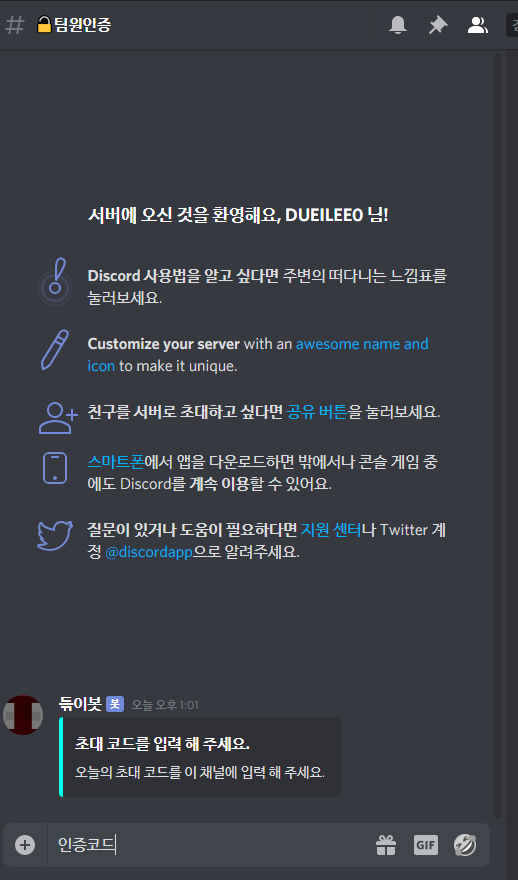 # 🔒팀원인증
서버에 오신 것을 환영해요, DUEILEE0 님!
Discord 사용법을 알고 싶다면 주변의 떠다니는 느낌표를
눌러보세요.
Customize your server with an awesome name and
icon to make it unique.
친구를 서버로 초대하고 싶다면 공유 버튼을 눌러보세요.
스마트폰에서 앱을 다운로드하면 밖에서나 콘솔 게임 중
에도 Discord를 계속 이용할 수 있어요.
질문이 있거나 도움이 필요하다면 지원 센터나 Twitter 계
정 @discordapp으로 알려주세요.
듂이봇 봇 오늘 오후 1:01
초대 코드를 입력 해 주세요.
오늘의 초대 코드를 이 채널에 입력 해 주세요.
인증코드
GIF